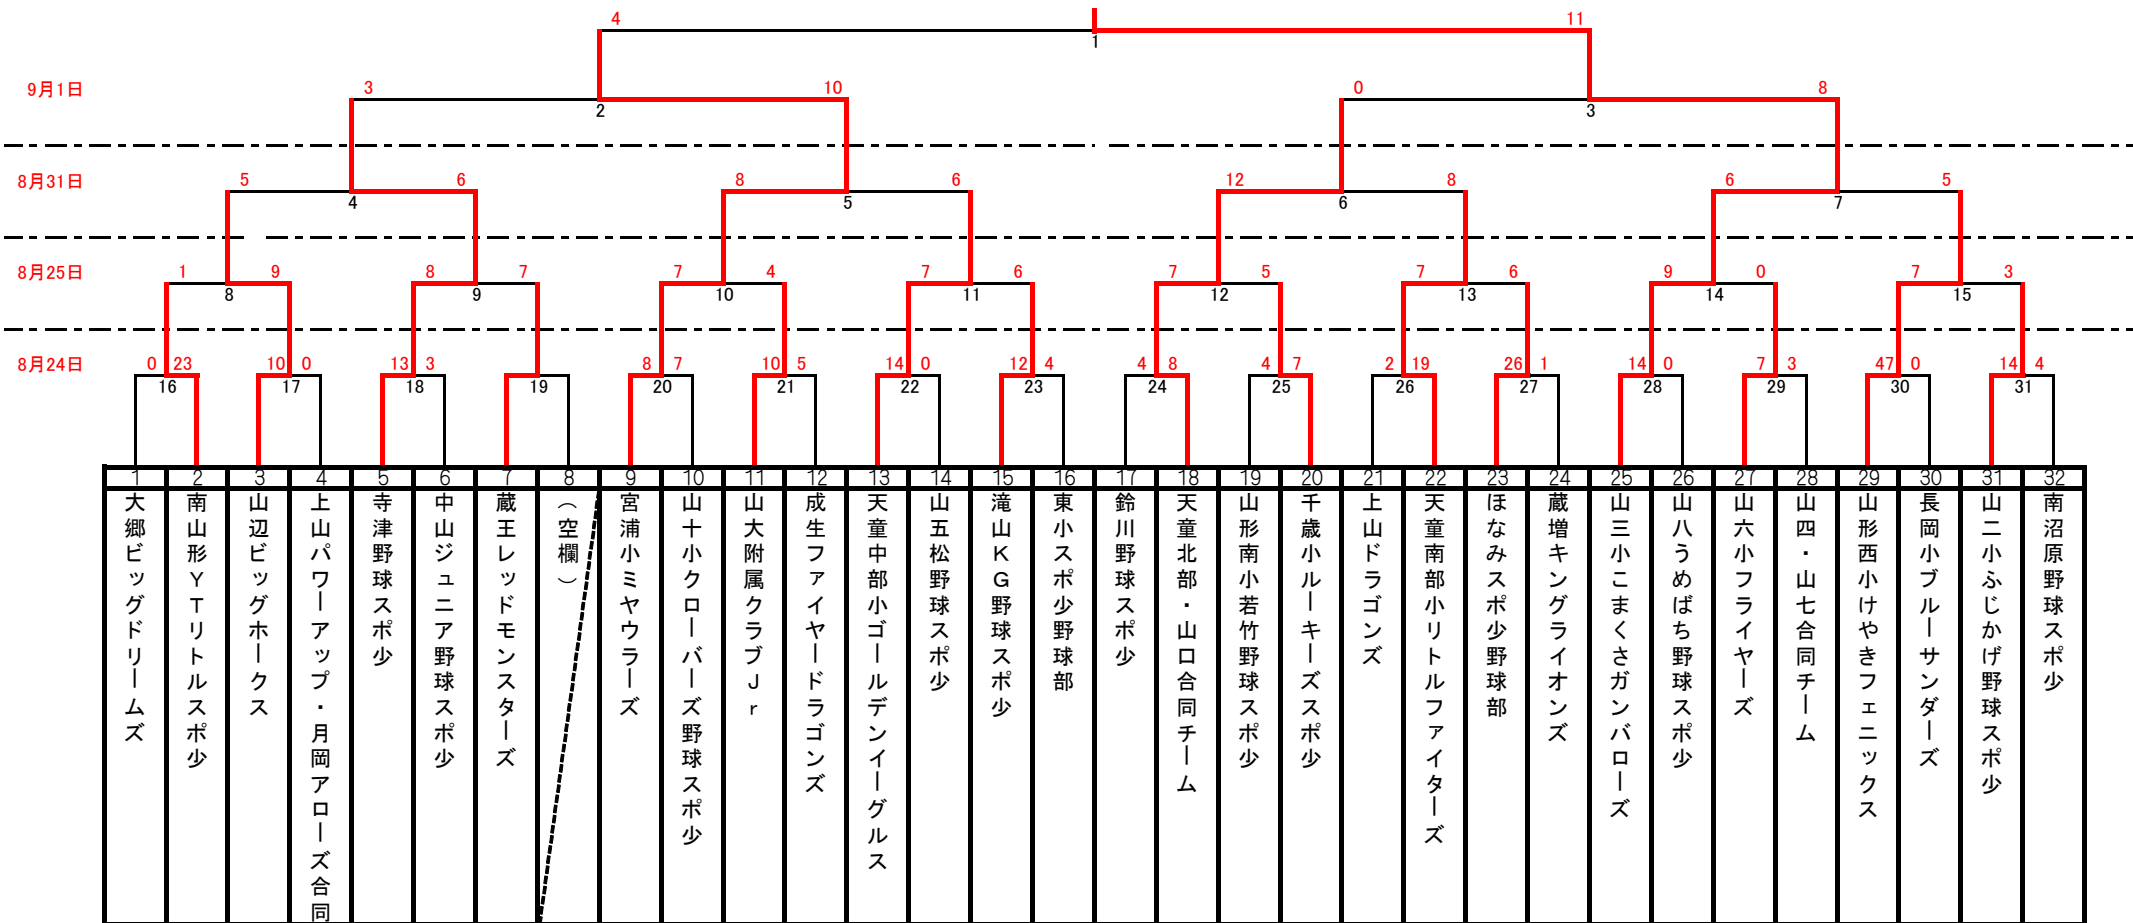 4 11
1
9月1日 3 10 0 8
2 3
8月31日 5 6 8 6 12 8 6 5
4 5 6 7
8月25日 1 9 8 7 7 4 7 6 7 5 7 6 9 0 7 3
8 9 10 11 12 13 14 15
8月24日 0 23 10 0 13 3 8 7 10 5 14 0 12 4 4 8 4 7 2 19 26 1 14 0 7 3 47 0 14 4
16 17 18 19 20 21 22 23 24 25 26 27 28 29 30 31
1 2 3 4 5 6 7 8 9 10 11 12 13 14 15 16 17 18 19 20 21 22 23 24 25 26 27 28 29 30 31 32
大郷ビッグドリームズ
南山形YTリトルスポ少
山辺ビッグホークス
上山パワーアップ・月岡アローズ合同
寺津野球スポ少
中山ジュニア野球スポ少
蔵王レッドモンスターズ
（空欄）
宮浦小ミヤウラーズ
山十小クローバーズ野球スポ少
山大附属クラブJr
成生ファイヤードラゴンズ
天童中部小ゴールデンイーグルス
山五松野球スポ少
滝山KG野球スポ少
東小スポ少野球部
鈴川野球スポ少
天童北部・山口合同チーム
山形南小若竹野球スポ少
千歳小ルーキーズスポ少
上山ドラゴンズ
天童南部小リトルファイターズ
ほなみスポ少野球部
蔵増キングライオンズ
山三小こまくさガンバローズ
山八うめばち野球スポ少
山六小フライヤーズ
山四・山七合同チーム
山形西小けやきフェニックス
長岡小ブルーサンダーズ
山二小ふじかげ野球スポ少
南沼原野球スポ少